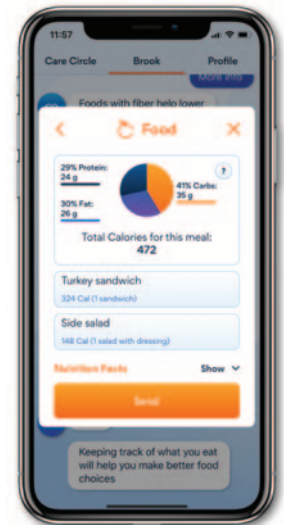 11:57
Care Circle Brook Profile
More info
Foods with fiber help lower
Food
29% Protein:
24 g
?
41% Carbs:
35 g
30% Fat:
26 g
Total Calories for this meal:
472
Turkey sandwich
324 Cal (1 sandwich)
Side salad
148 Cal (1 salad with dressing)
Nutrition Facts Show
Send
Keeping track of what you eat
will help you make better food
choices